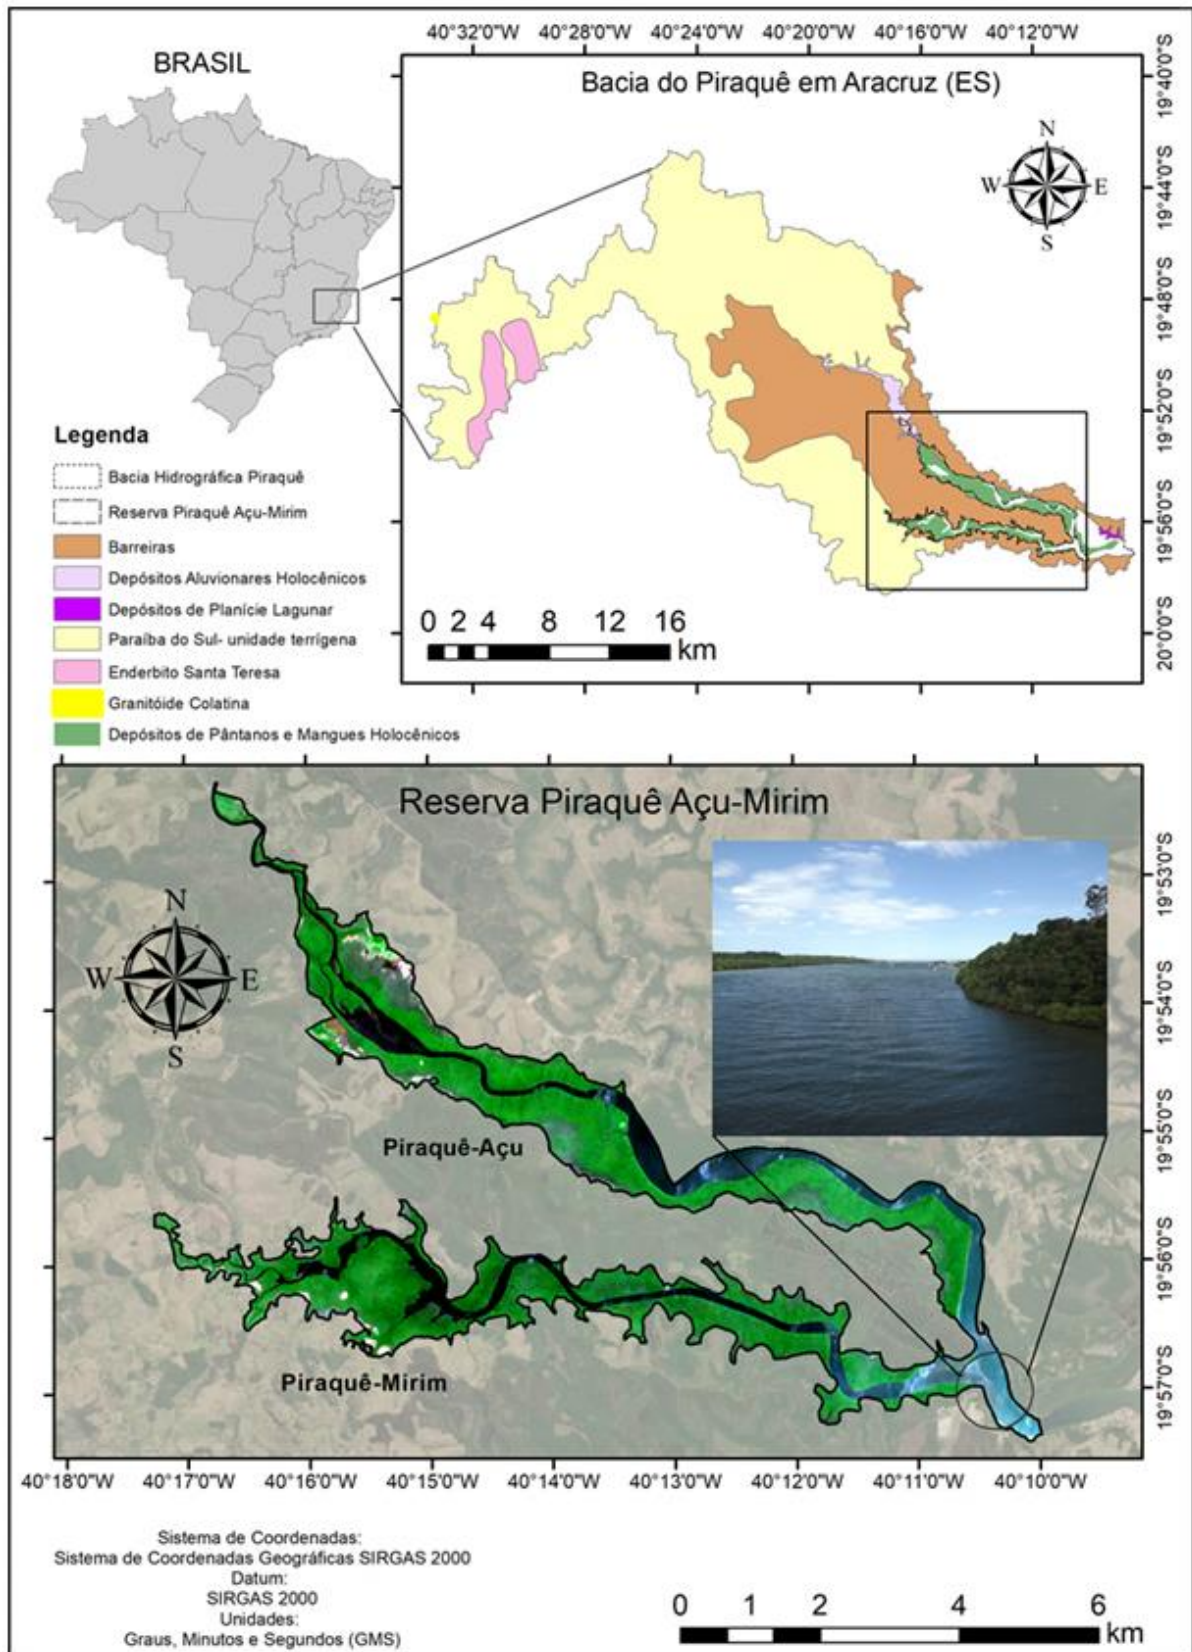 BRASIL
40°32'0"W 40°28'0"W 40°24'0"W 40°20'0"W 40°16'0"W 40°12'0"W
Bacia do Piraquê em Aracruz (ES)
N
W E
S
19°40'0"S
19°44'0"S
19°48'0"S
19°52'0"S
19°56'0"S
20°0'0"S
0 2 4 8 12 16
km
Legenda
Bacia Hidrográfica Piraquê
Reserva Piraquê Açu-Mirim
Barreiras
Depósitos Aluvionares Holocênicos
Depósitos de Planície Lagunar
Paraíba do Sul- unidade terrígena
Enderbito Santa Teresa
Granitóide Colatina
Depósitos de Pântanos e Mangues Holocênicos
Reserva Piraquê Açu-Mirim
N
W E
S
Piraquê-Açu
Piraquê-Mirim
19°53'0"S
19°54'0"S
19°55'0"S
19°56'0"S
19°57'0"S
40°18'0"W 40°17'0"W 40°16'0"W 40°15'0"W 40°14'0"W 40°13'0"W 40°12'0"W 40°11'0"W 40°10'0"W
Sistema de Coordenadas:
Sistema de Coordenadas Geográficas SIRGAS 2000
Datum:
SIRGAS 2000
Unidades:
Graus, Minutos e Segundos (GMS)
0 1 2 4 6
km